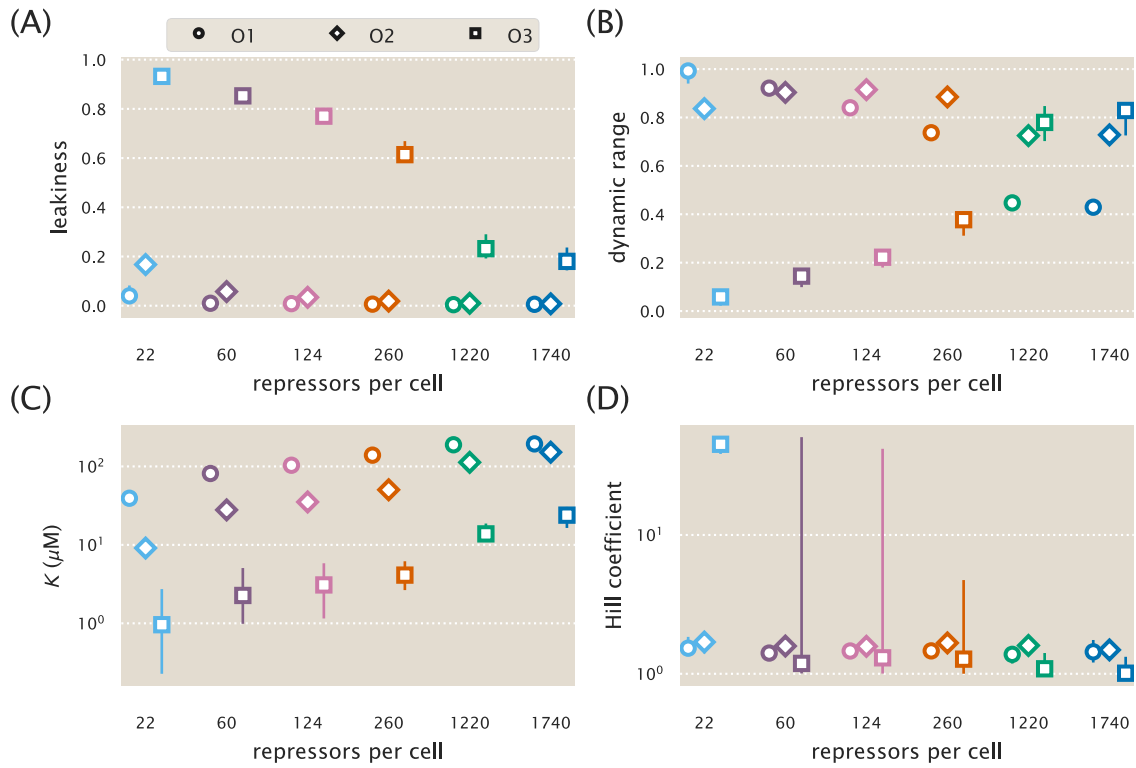 (A)
O1 O2 O3
1.0
0.8
0.6
0.4
0.2
0.0
leakiness
22 60 124 260 1220 1740
repressors per cell
(B)
1.0
0.8
0.6
0.4
0.2
0.0
dynamic range
22 60 124 260 1220 1740
repressors per cell
(C)
10²
10¹
10⁰
K (μM)
22 60 124 260 1220 1740
repressors per cell
(D)
10¹
10⁰
Hill coefficient
22 60 124 260 1220 1740
repressors per cell